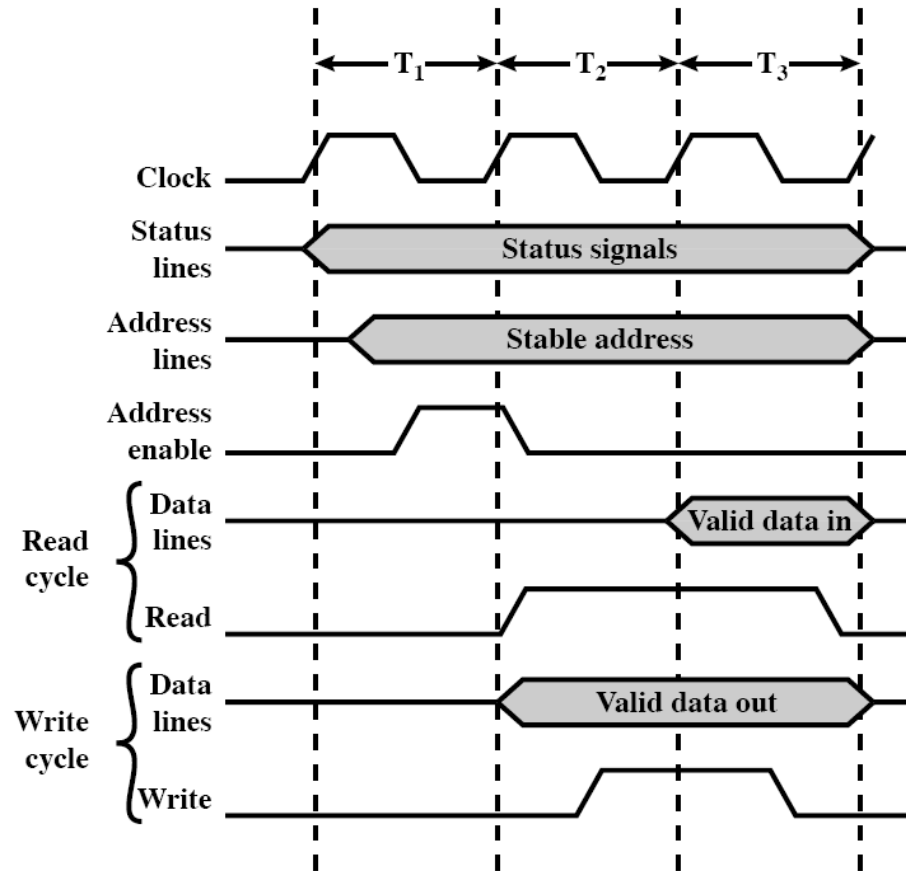 T1 T2 T3
Clock
Status
lines
Status signals
Address
lines
Stable address
Address
enable
Read
cycle
Data
lines
Valid data in
Read
Write
cycle
Data
lines
Valid data out
Write